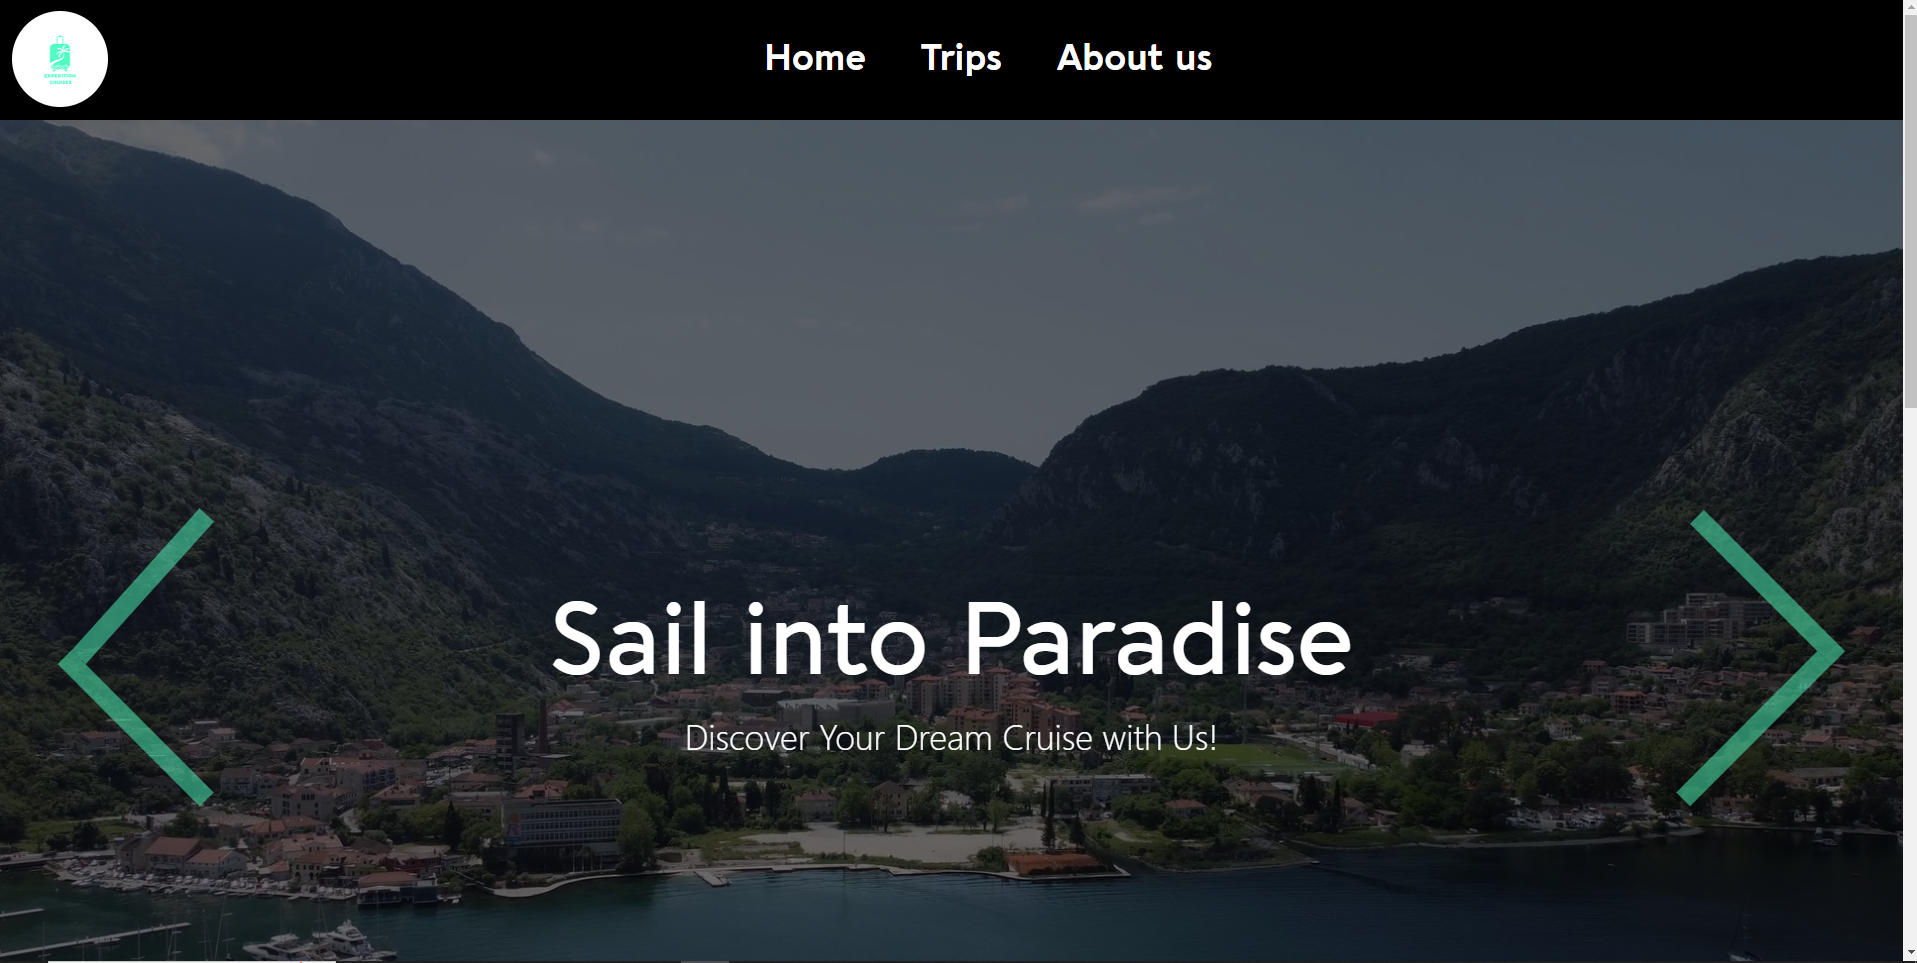 EXPEDITION
CRUISES
Home Trips About us
Sail into Paradise
Discover Your Dream Cruise with Us!